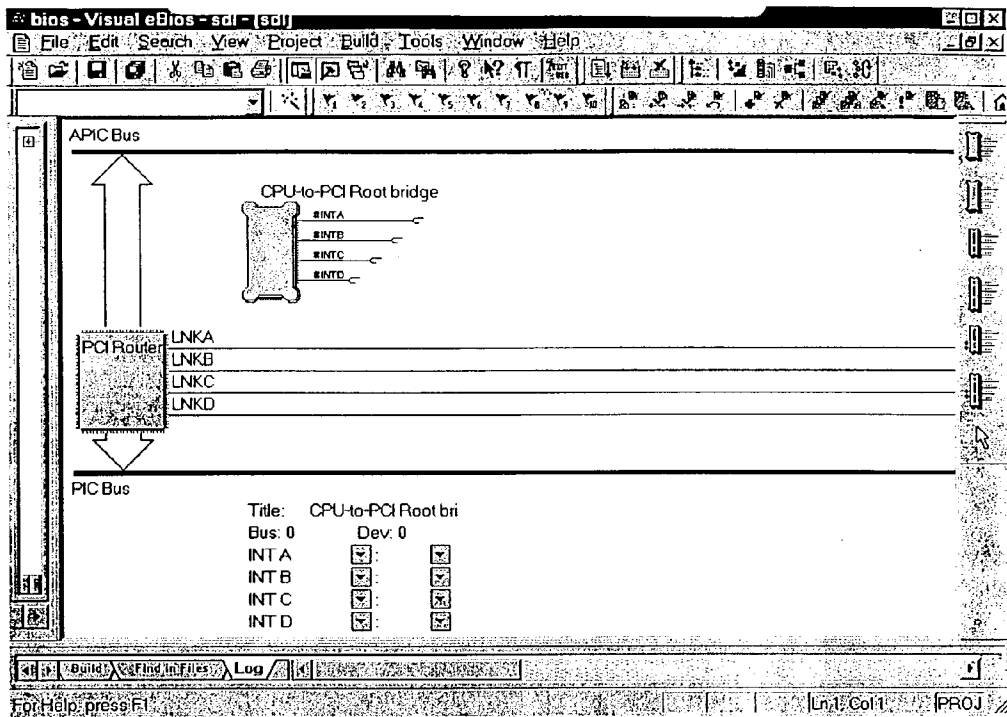 bios - Visual eBios - sdl - [sdl]
File Edit Search View Project Build Tools Window Help
APIC Bus
CPU-to-PCI Root bridge
#INTA
#INTB
#INTC
#INTD
PCI Router
LNKA
LNKB
LNKC
LNKD
PIC Bus
Title: CPU-to-PCI Root bri
Bus: 0 Dev: 0
INT A :
INT B :
INT C :
INT D :
Build Find in Files Log
For Help, press F1
Ln 1, Col 1
PROJ